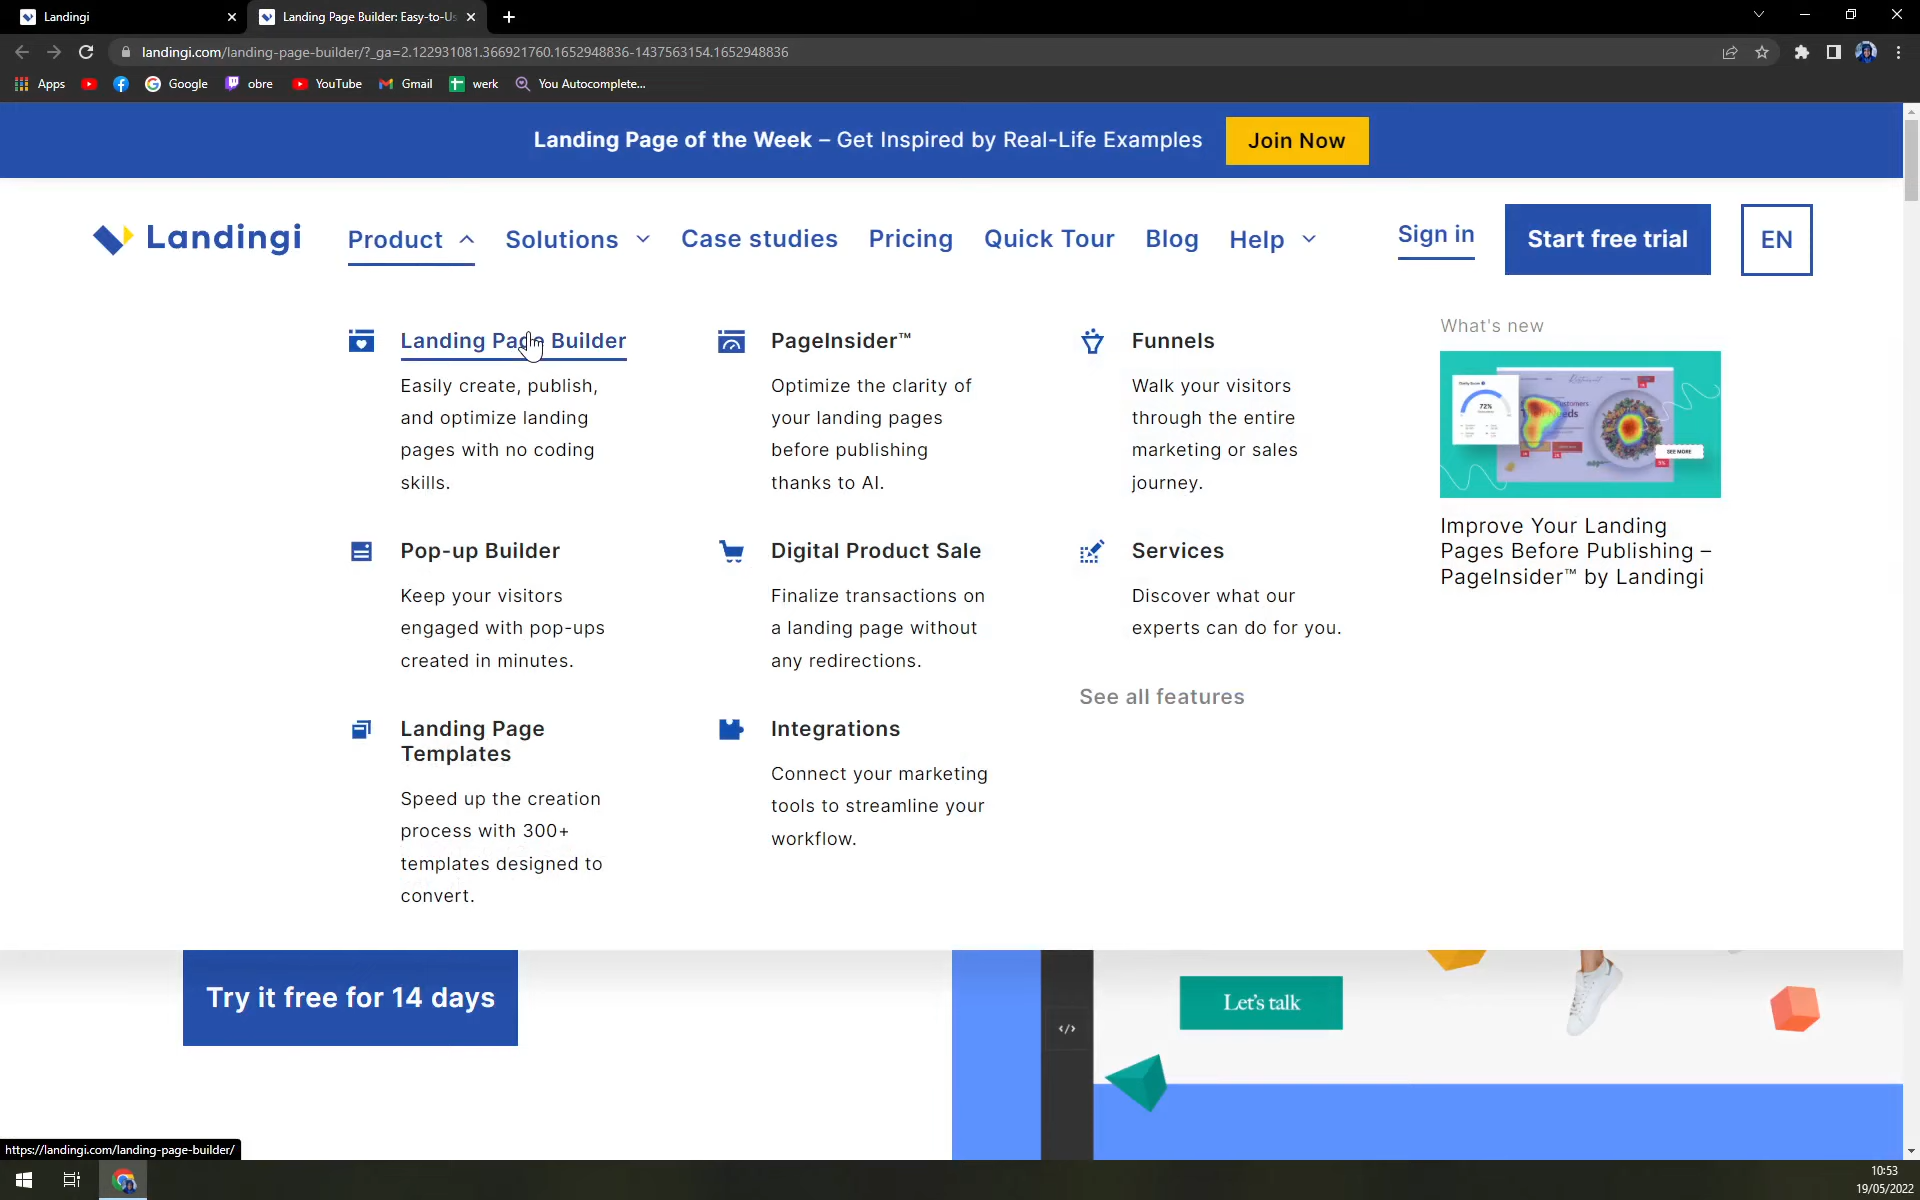 Landingi
Landing Page Builder: Easy-to-Us
landingi.com/landing-page-builder/?_ga=2.122931081.366921760.1652948836-1437563154.1652948836
Apps
Google
obre
YouTube
Gmail
werk
You Autocomplete...
Landing Page of the Week – Get Inspired by Real-Life Examples
Join Now
Landingi
Product
Solutions
Case studies
Pricing
Quick Tour
Blog
Help
Sign in
Start free trial
EN
Landing Page Builder
Easily create, publish,
and optimize landing
pages with no coding
skills.
PageInsider™
Optimize the clarity of
your landing pages
before publishing
thanks to AI.
Funnels
Walk your visitors
through the entire
marketing or sales
journey.
What's new
72%
SEE MORE
Improve Your Landing
Pages Before Publishing –
PageInsider™ by Landingi
Pop-up Builder
Keep your visitors
engaged with pop-ups
created in minutes.
Digital Product Sale
Finalize transactions on
a landing page without
any redirections.
Services
Discover what our
experts can do for you.
See all features
Landing Page
Templates
Speed up the creation
process with 300+
templates designed to
convert.
Integrations
Connect your marketing
tools to streamline your
workflow.
Try it free for 14 days
</>
Let's talk
https://landingi.com/landing-page-builder/
10:53
19/05/2022